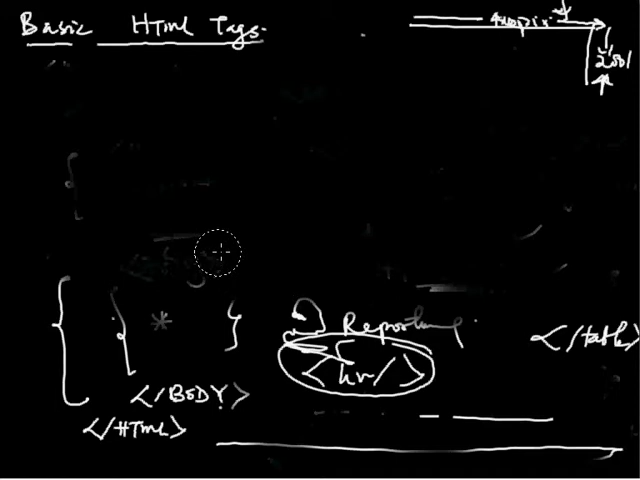 Basic HTML Tags.
* Reporting
</table>
<hr/>
</BODY>
</HTML>